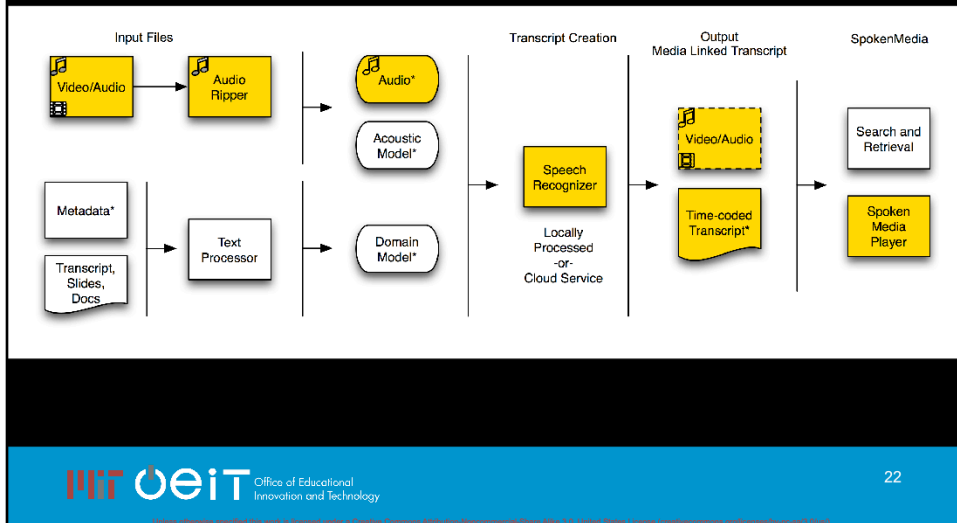 Input Files
Transcript Creation
Output
Media Linked Transcript
SpokenMedia
Video/Audio
Audio
Ripper
Audio*
Acoustic
Model*
Metadata*
Transcript,
Slides,
Docs
Text
Processor
Domain
Model*
Speech
Recognizer
Locally
Processed
-or-
Cloud Service
Video/Audio
Time-coded
Transcript*
Search and
Retrieval
Spoken
Media
Player
MIT OEIT Office of Educational
Innovation and Technology
22